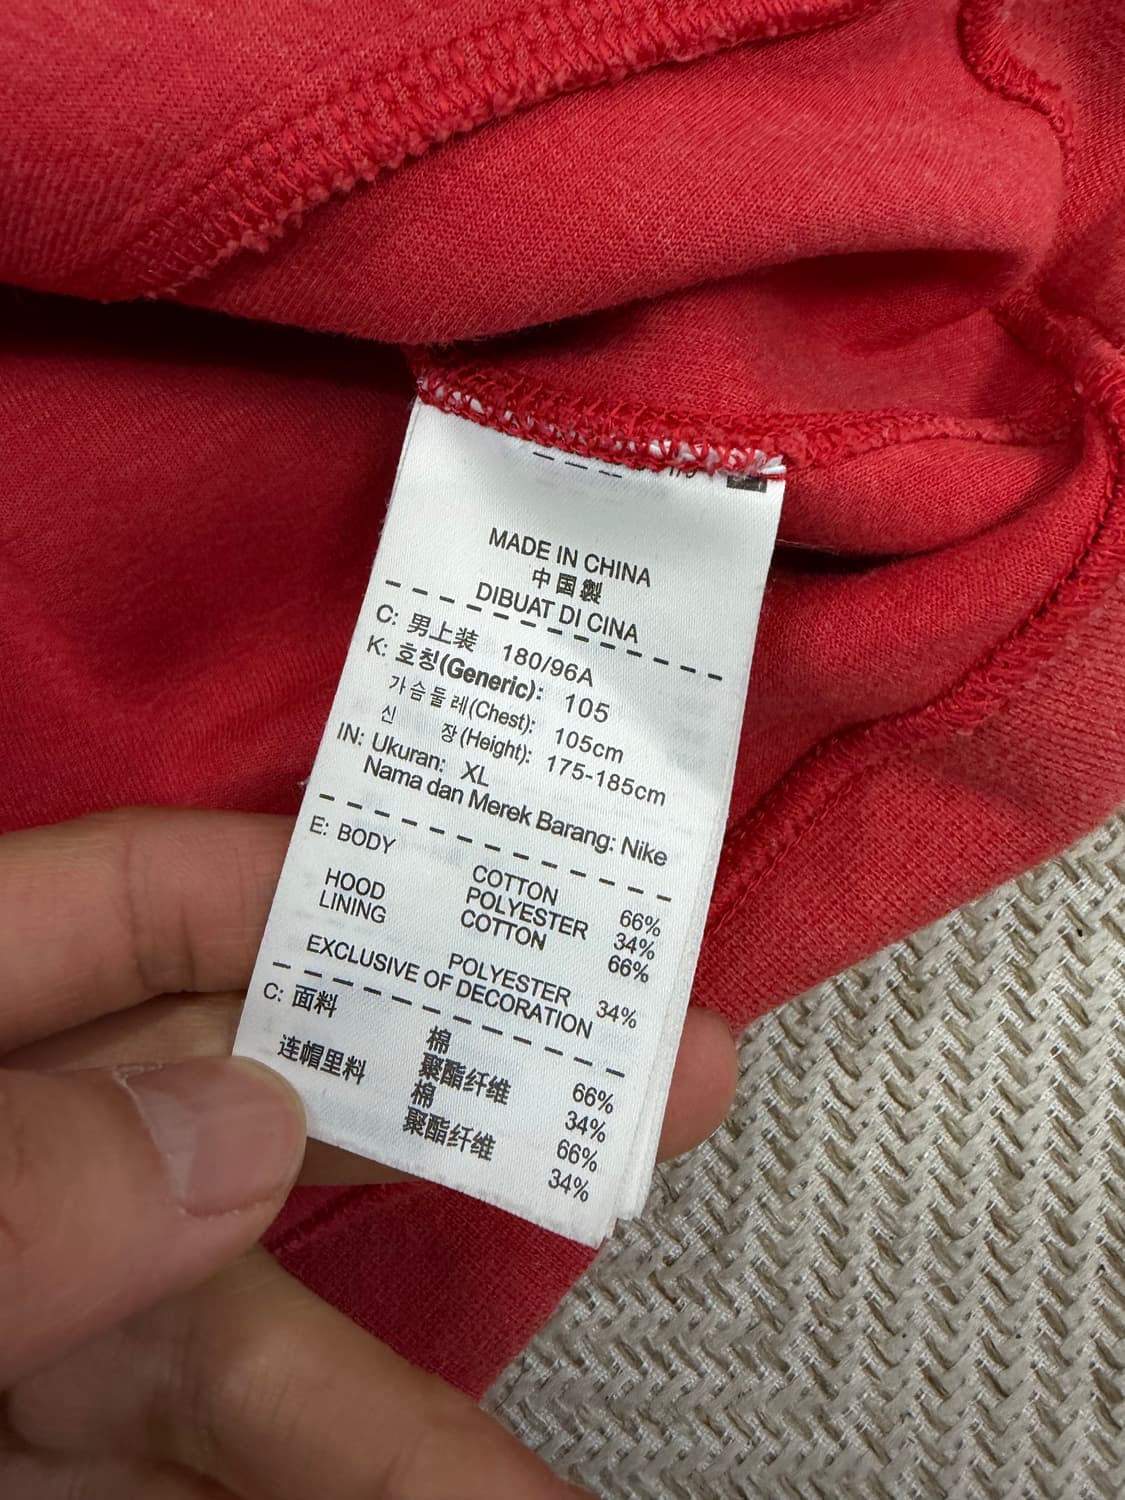 MADE IN CHINA
中国製
DIBUAT DI CINA
C: 男上装 180/96A
K: 호칭(Generic): 105
가슴둘레(Chest): 105cm
신 장(Height): 175-185cm
IN: Ukuran: XL
Nama dan Merek Barang: Nike
E: BODY COTTON 66%
POLYESTER 34%
HOOD LINING COTTON 66%
POLYESTER 34%
EXCLUSIVE OF DECORATION
C: 面料 棉 66%
聚酯纤维 34%
连帽里料 棉 66%
聚酯纤维 34%